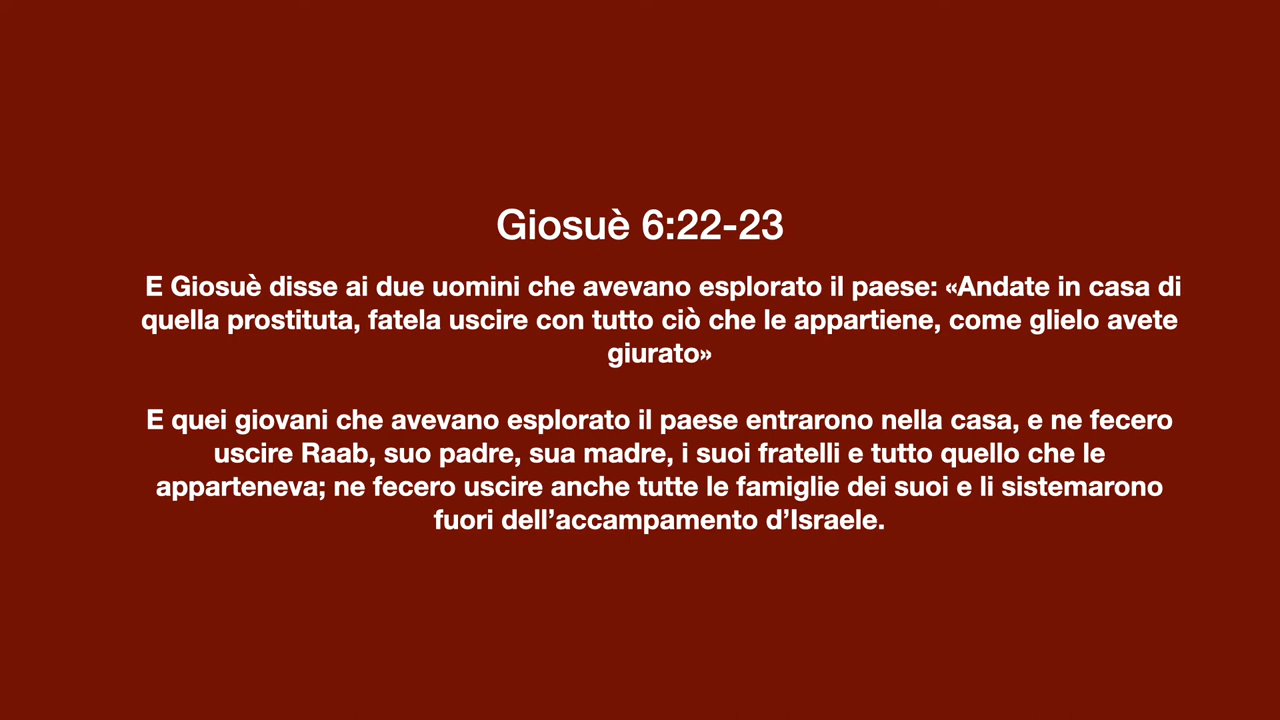 Giosuè 6:22-23
E Giosuè disse ai due uomini che avevano esplorato il paese: «Andate in casa di
quella prostituta, fatela uscire con tutto ciò che le appartiene, come glielo avete
giurato»
E quei giovani che avevano esplorato il paese entrarono nella casa, e ne fecero
uscire Raab, suo padre, sua madre, i suoi fratelli e tutto quello che le
apparteneva; ne fecero uscire anche tutte le famiglie dei suoi e li sistemarono
fuori dell’accampamento d’Israele.